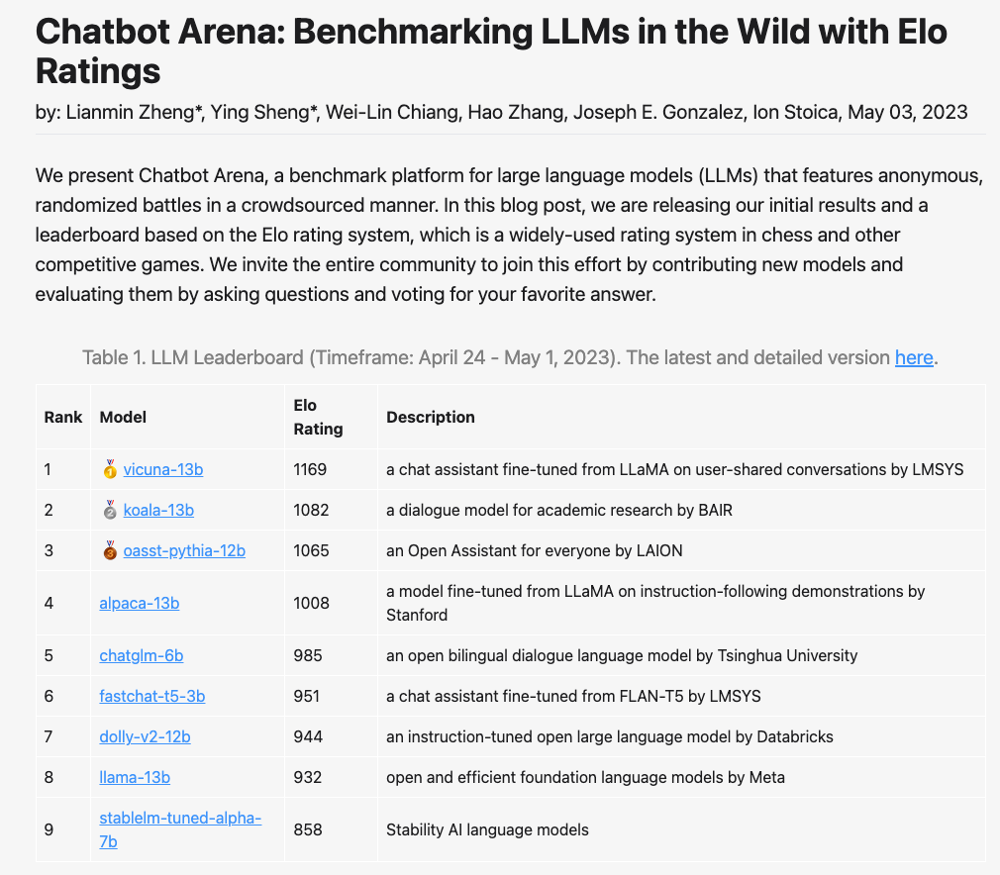 Chatbot Arena: Benchmarking LLMs in the Wild with Elo
Ratings
by: Lianmin Zheng*, Ying Sheng*, Wei-Lin Chiang, Hao Zhang, Joseph E. Gonzalez, Ion Stoica, May 03, 2023
We present Chatbot Arena, a benchmark platform for large language models (LLMs) that features anonymous,
randomized battles in a crowdsourced manner. In this blog post, we are releasing our initial results and a
leaderboard based on the Elo rating system, which is a widely-used rating system in chess and other
competitive games. We invite the entire community to join this effort by contributing new models and
evaluating them by asking questions and voting for your favorite answer.
Table 1. LLM Leaderboard (Timeframe: April 24 - May 1, 2023). The latest and detailed version here.
Rank Model Elo Rating Description
1 🥇 vicuna-13b 1169 a chat assistant fine-tuned from LLaMA on user-shared conversations by LMSYS
2 🥈 koala-13b 1082 a dialogue model for academic research by BAIR
3 🥉 oasst-pythia-12b 1065 an Open Assistant for everyone by LAION
4 alpaca-13b 1008 a model fine-tuned from LLaMA on instruction-following demonstrations by
Stanford
5 chatglm-6b 985 an open bilingual dialogue language model by Tsinghua University
6 fastchat-t5-3b 951 a chat assistant fine-tuned from FLAN-T5 by LMSYS
7 dolly-v2-12b 944 an instruction-tuned open large language model by Databricks
8 llama-13b 932 open and efficient foundation language models by Meta
9 stablelm-tuned-alpha-7b 858 Stability AI language models